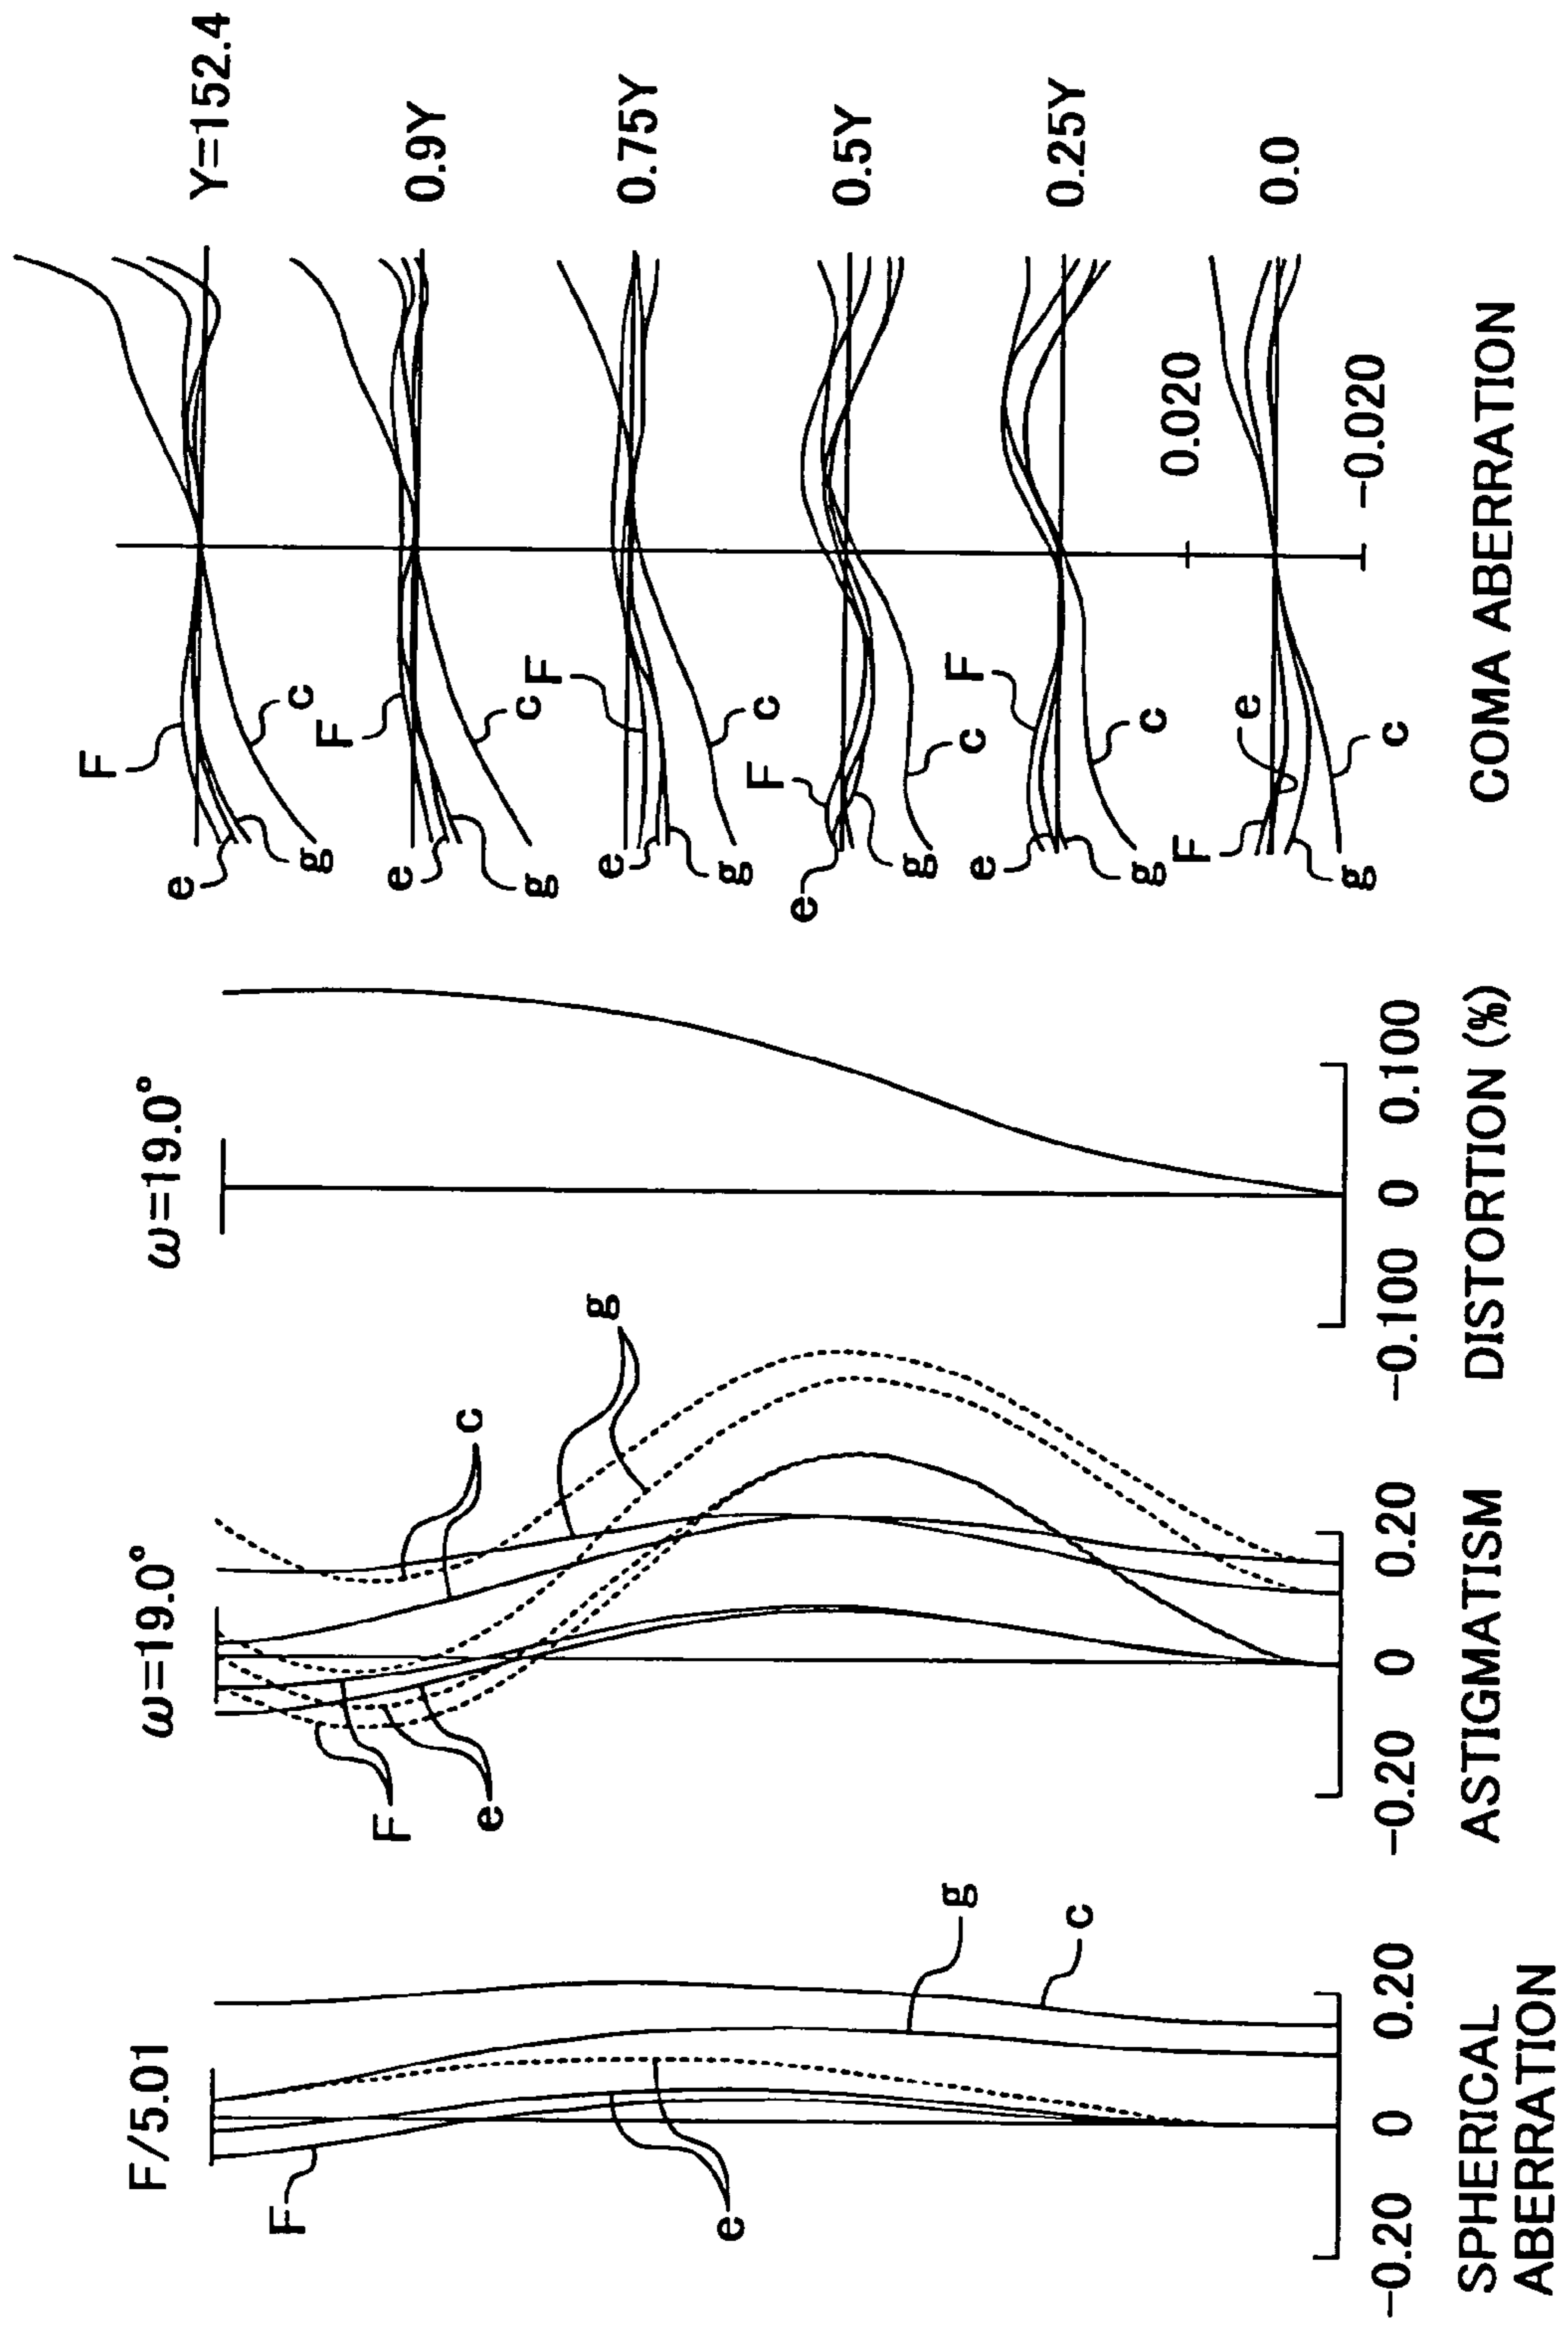 F/5.01
F
e
g
c
-0.20 0 0.20
SPHERICAL
ABERRATION
ω=19.0°
F
e
c
g
-0.20 0 0.20
ASTIGMATISM
ω=19.0°
-0.100 0 0.100
DISTORTION (%)
Y=152.4
F
e
g
c
0.9Y
F
e
g
c
0.75Y
F
e
g
c
0.5Y
F
e
g
c
0.25Y
F
e
g
c
0.0
F
e
g
c
0.020
-0.020
COMA ABERRATION